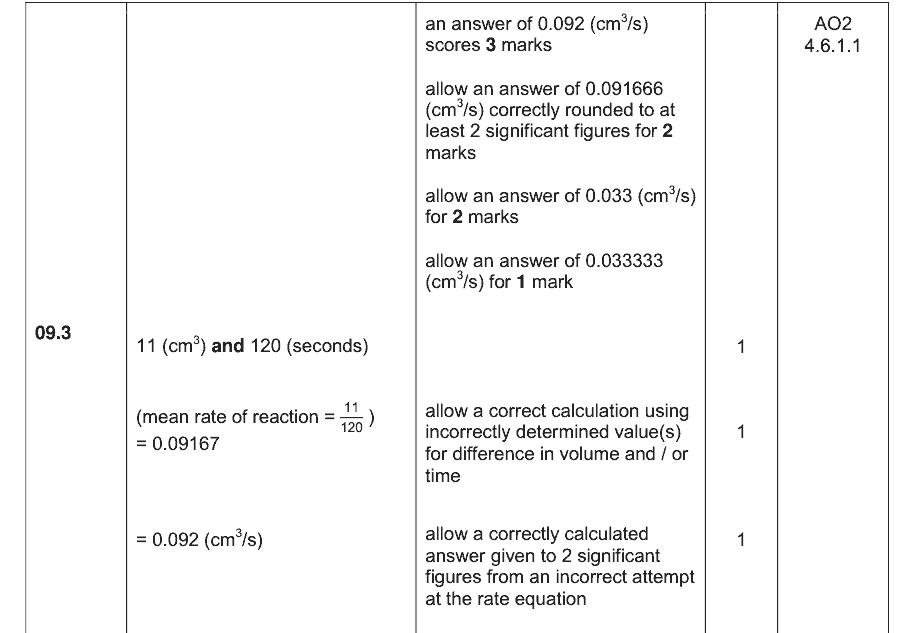 an answer of 0.092 (cm³/s)
scores 3 marks
AO2
4.6.1.1
allow an answer of 0.091666
(cm³/s) correctly rounded to at
least 2 significant figures for 2
marks
allow an answer of 0.033 (cm³/s)
for 2 marks
allow an answer of 0.033333
(cm³/s) for 1 mark
09.3
11 (cm³) and 120 (seconds)
1
(mean rate of reaction = 11/120 )
= 0.09167
allow a correct calculation using
incorrectly determined value(s)
for difference in volume and / or
time
1
= 0.092 (cm³/s)
allow a correctly calculated
answer given to 2 significant
figures from an incorrect attempt
at the rate equation
1